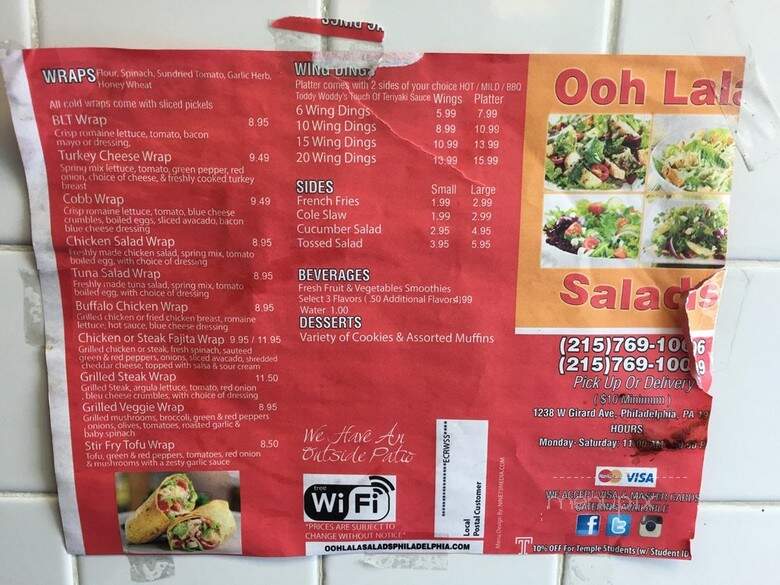 WRAPS Flour, Spinach, Sundried Tomato, Garlic Herb,
Honey Wheat
All cold wraps come with sliced pickels
BLT Wrap 8.95
Crisp romaine lettuce, tomato, bacon
mayo or dressing,
Turkey Cheese Wrap 9.49
Spring mix lettuce, tomato, green pepper, red
onion, choice of cheese, & freshly cooked turkey
breast
Cobb Wrap 9.49
Crisp romaine lettuce, tomato, blue cheese
crumbles, boiled eggs, sliced avacado, bacon
blue cheese dressing
Chicken Salad Wrap 8.95
Freshly made chicken salad, spring mix, tomato
boiled egg, with choice of dressing
Tuna Salad Wrap 8.95
Freshly made tuna salad, spring mix, tomato
boiled egg, with choice of dressing
Buffalo Chicken Wrap 8.95
Grilled chicken or fried chicken breast, romaine
lettuce, hot sauce, blue cheese dressing
Chicken or Steak Fajita Wrap 9.95 / 11.95
Grilled chicken or steak, fresh spinach, sauteed
green & red peppers, onions, sliced avacado, shredded
cheddar cheese, topped with salsa & sour cream
Grilled Steak Wrap 11.50
Grilled Steak, argula lettuce, tomato, red onion
, bleu cheese crumbles, with choice of dressing
Grilled Veggie Wrap 8.95
Grilled mushrooms, broccoli, green & red peppers
,onions, olives, tomatoes, roasted garlic &
baby spinach
Stir Fry Tofu Wrap 8.50
Tofu, green & red peppers, tomatoes, red onion
& mushrooms with a zesty garlic sauce
WING DINGS
Platter comes with 2 sides of your choice HOT / MILD / BBQ
Toddy Woddy's Touch Of Teriyaki Sauce Wings Platter
6 Wing Dings 5.99 7.99
10 Wing Dings 8.99 10.99
15 Wing Dings 10.99 13.99
20 Wing Dings 13.99 15.99
SIDES Small Large
French Fries 1.99 2.99
Cole Slaw 1.99 2.99
Cucumber Salad 2.95 4.95
Tossed Salad 3.95 5.95
BEVERAGES
Fresh Fruit & Vegetables Smoothies
Select 3 Flavors ( .50 Additional Flavors)
Water 1.00
DESSERTS
Variety of Cookies & Assorted Muffins
We Have An
Outside Patio
free
WiFi
"PRICES ARE SUBJECT TO
CHANGE WITHOUT NOTICE"
OOHLALASALADSPHILADELPHIA.COM
Local
Postal Customer
Menu Design By:
Ooh Lala
Salads
(215)769-10
(215)769-10
Pick Up Or Delivery
( $10 Minimum )
1238 W Girard Ave, Philadelphia, PA
HOURS
Monday- Saturday:
MasterCard VISA
WE ACCEPT VISA & MASTER CARDS
CATERING AVAILABLE
10% OFF For Temple Students (w/ Student ID